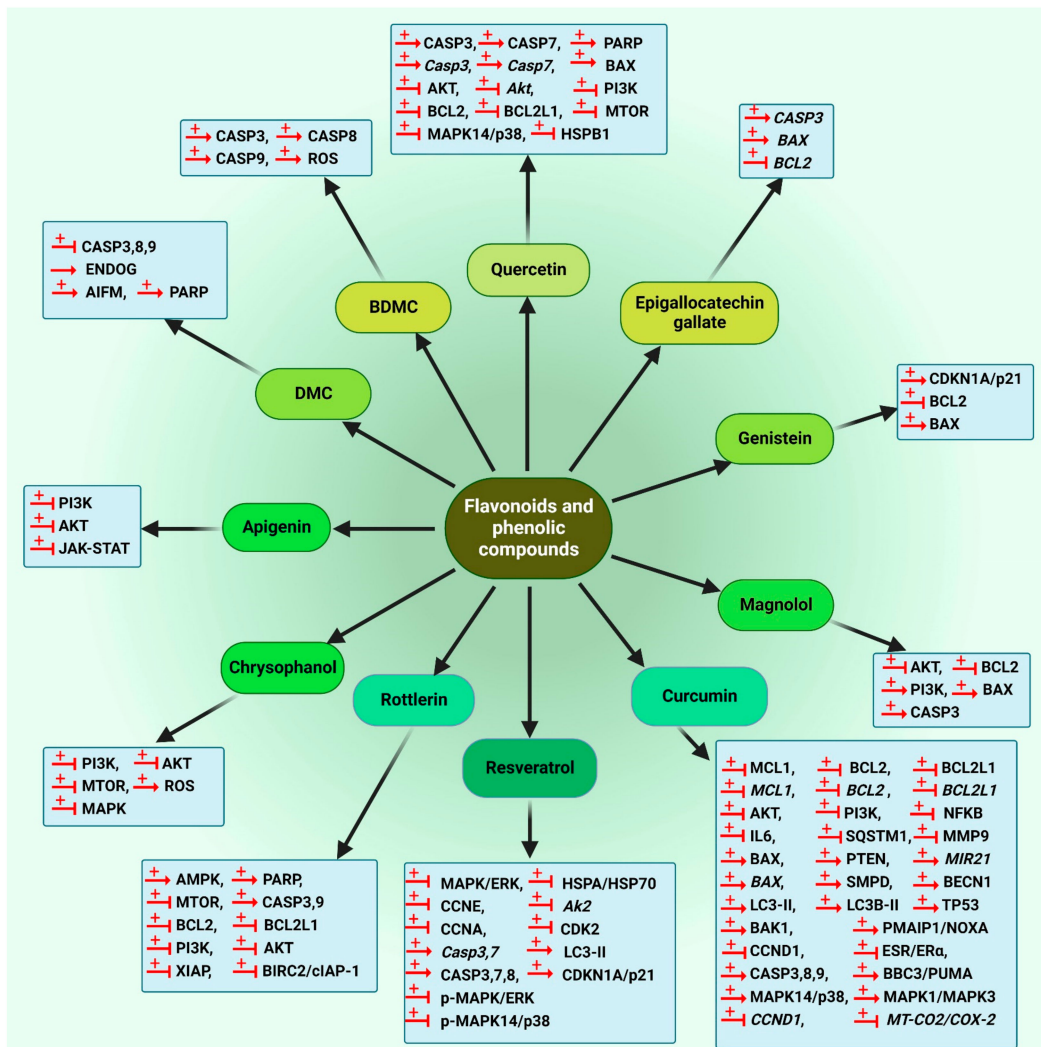 CASP3, CASP7, PARP
Casp3, Casp7, BAX
AKT, Akt, PI3K
BCL2, BCL2L1, MTOR
MAPK14/p38, HSPB1
CASP3, CASP8
CASP9, ROS
CASP3
BAX
BCL2
CASP3,8,9
ENDOG
AIFM, PARP
Quercetin
BDMC
Epigallocatechin
gallate
DMC
Genistein
CDKN1A/p21
BCL2
BAX
PI3K
AKT
JAK-STAT
Apigenin
Flavonoids and
phenolic
compounds
Magnolol
AKT, BCL2
PI3K, BAX
CASP3
Chrysophanol
Rottlerin
Curcumin
Resveratrol
PI3K, AKT
MTOR, ROS
MAPK
AMPK, PARP,
MTOR, CASP3,9
BCL2, BCL2L1
PI3K, AKT
XIAP, BIRC2/cIAP-1
MAPK/ERK, HSPA/HSP70
CCNE, Ak2
CCNA, CDK2
Casp3,7 LC3-II
CASP3,7,8, CDKN1A/p21
p-MAPK/ERK
p-MAPK14/p38
MCL1, BCL2, BCL2L1
MCL1, BCL2 , BCL2L1
AKT, PI3K, NFKB
IL6, SQSTM1, MMP9
BAX, PTEN, MIR21
BAX, SMPD, BECN1
LC3-II, LC3B-II TP53
BAK1, PMAIP1/NOXA
CCND1, ESR/ERα,
CASP3,8,9, BBC3/PUMA
MAPK14/p38, MAPK1/MAPK3
CCND1, MT-CO2/COX-2